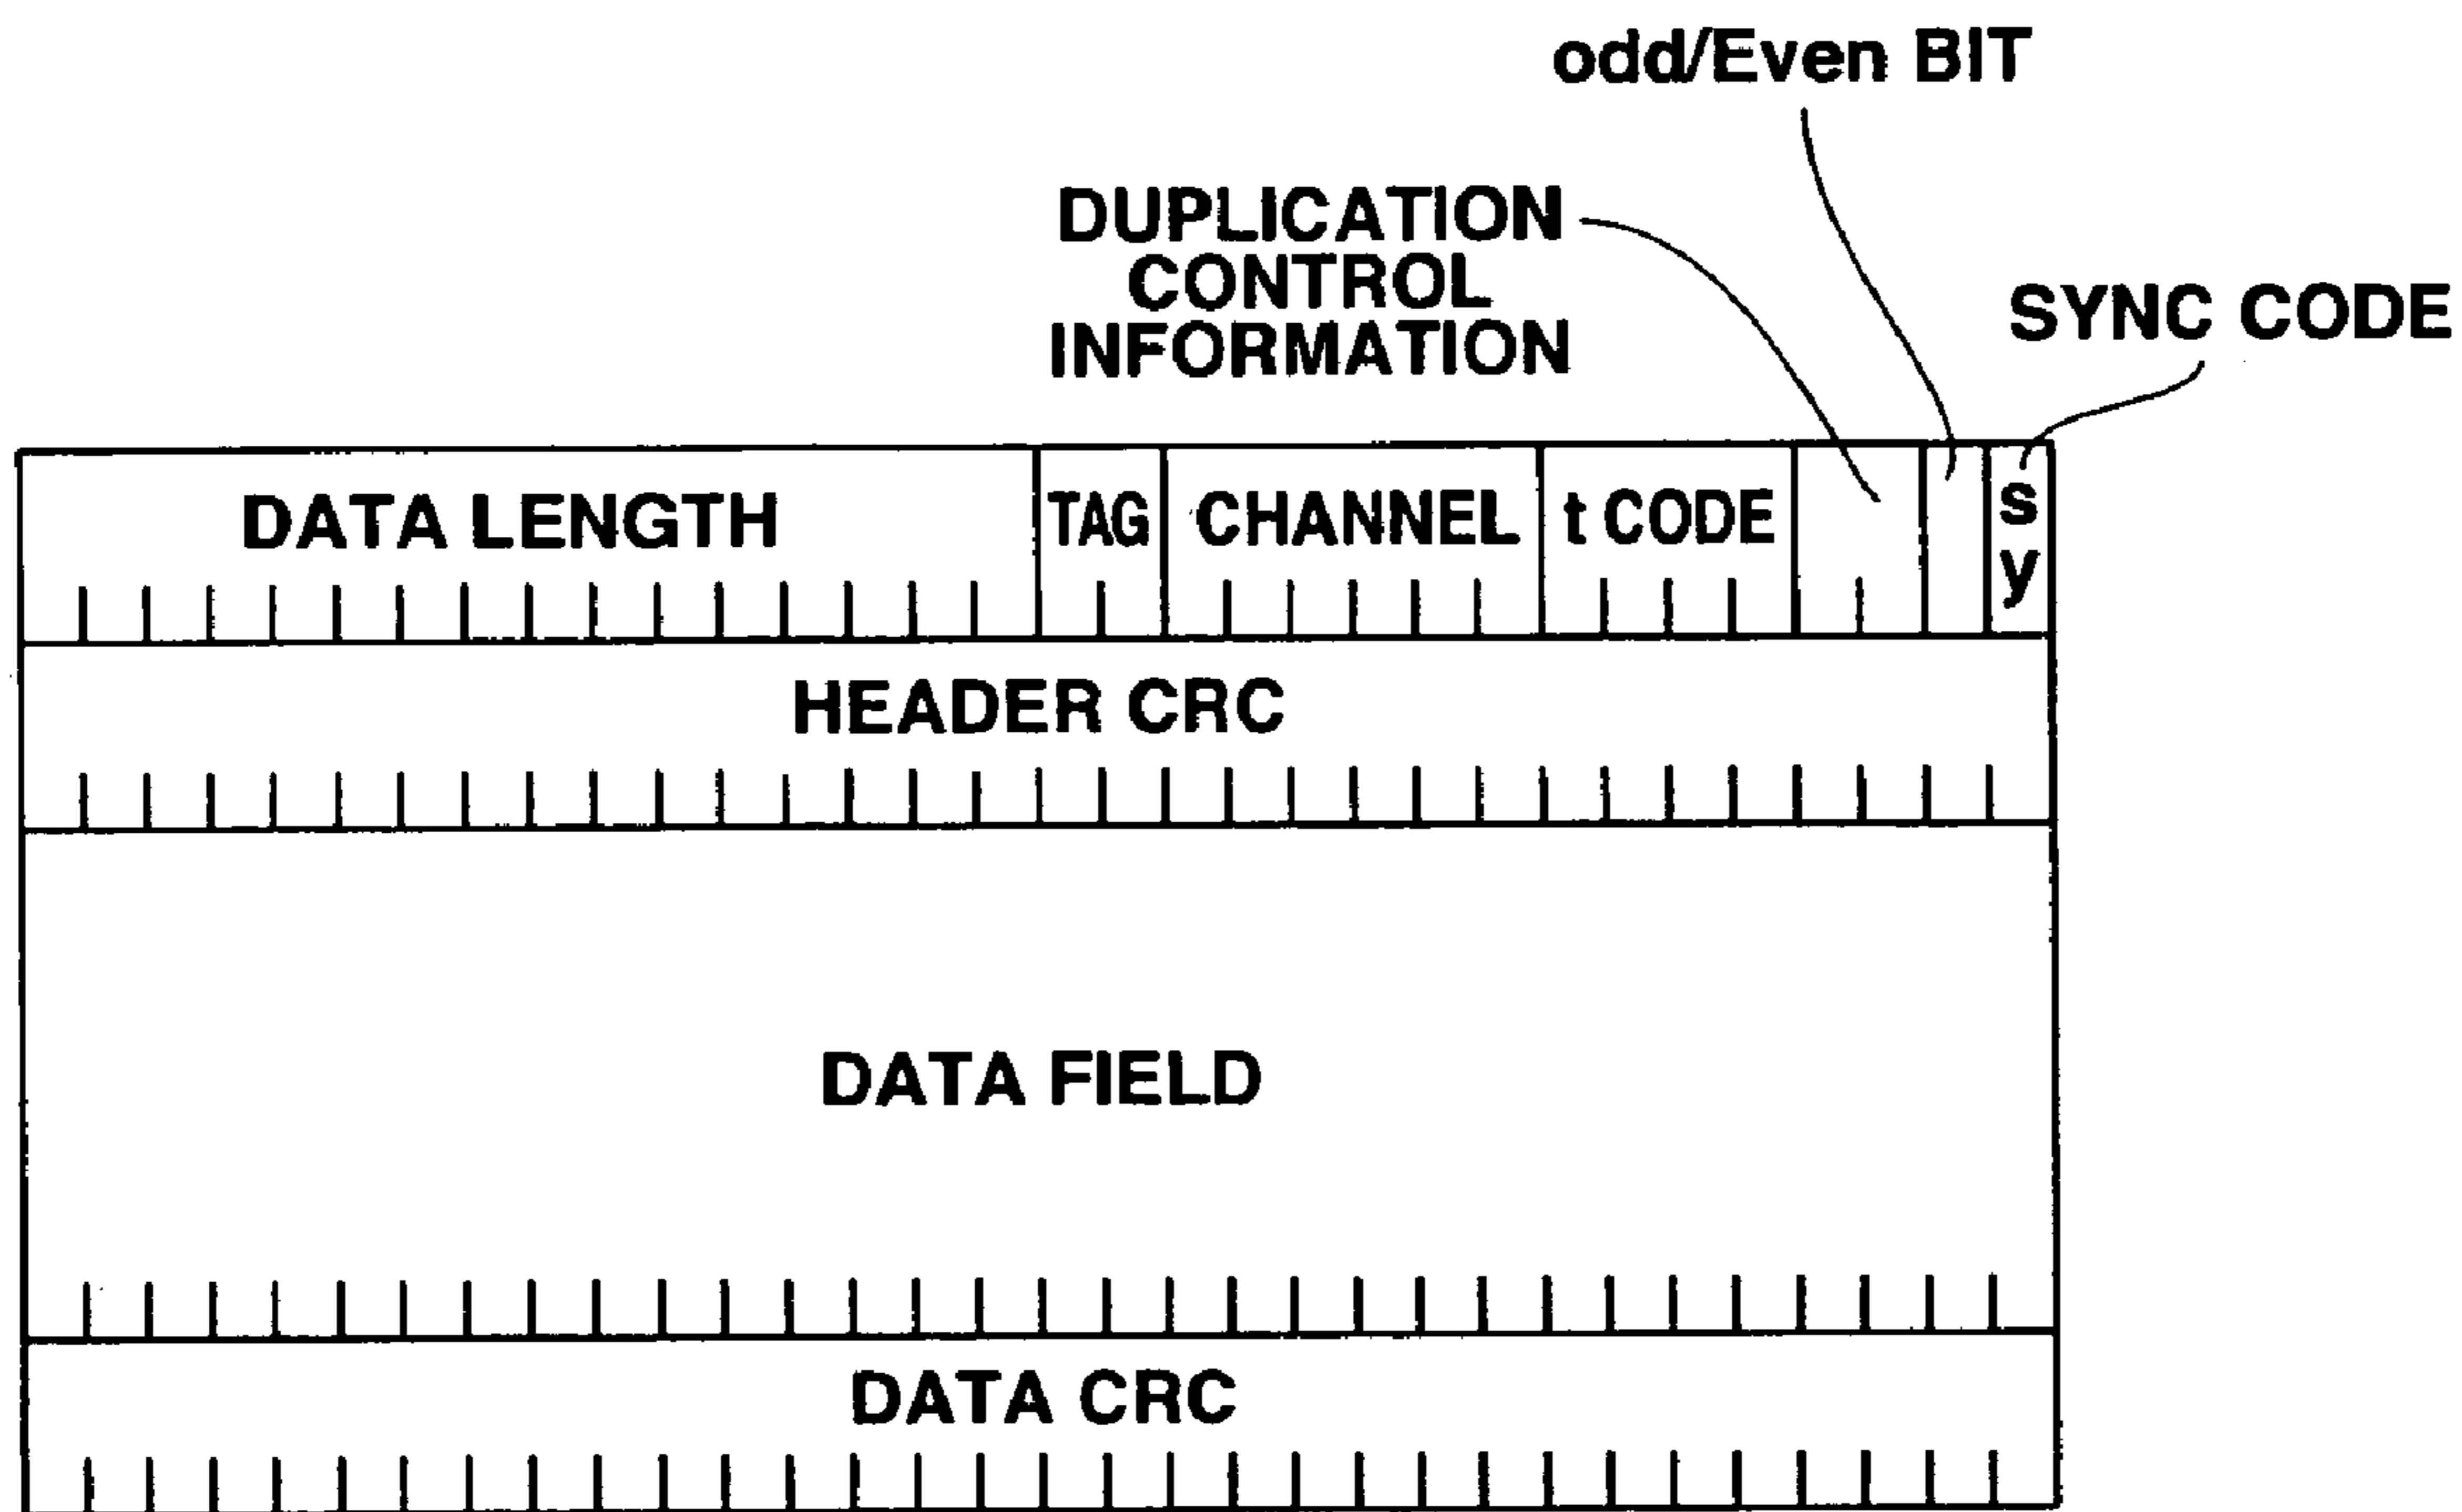 odd/Even BIT
DUPLICATION
CONTROL
INFORMATION
SYNC CODE
DATA LENGTH
TAG
CHANNEL
t CODE
s
y
HEADER CRC
DATA FIELD
DATA CRC